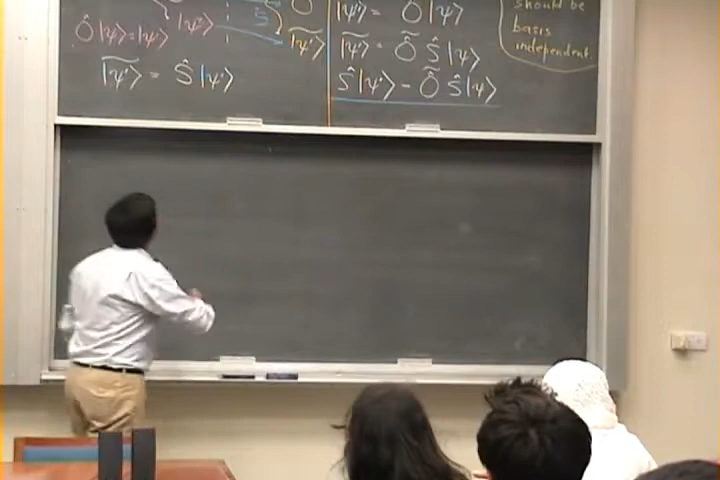 |ψ'⟩
Ô|ψ⟩=|ψ'⟩
|ψ'⟩~ = Ŝ|ψ'⟩
|ψ'⟩~
|ψ'⟩ = Ô|ψ⟩
|ψ'⟩~ = Õ Ŝ|ψ⟩
Ŝ|ψ'⟩ = Õ Ŝ|ψ⟩
should be
basis
independent.